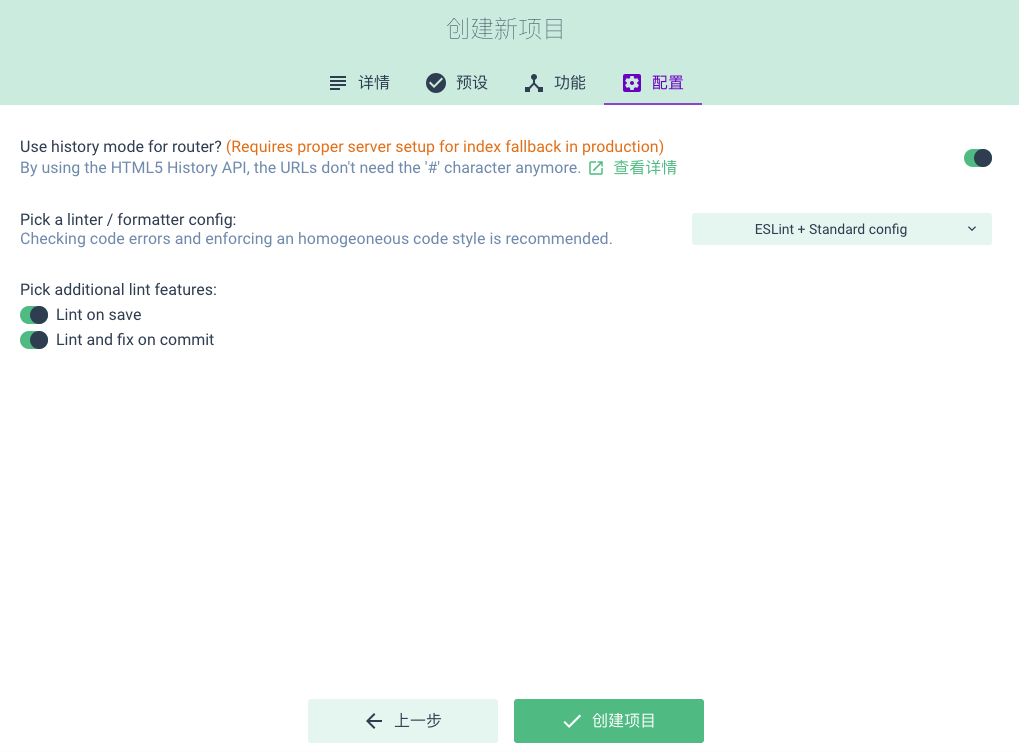 创建新项目
详情 预设 功能 配置
Use history mode for router? (Requires proper server setup for index fallback in production)
By using the HTML5 History API, the URLs don't need the '#' character anymore. 查看详情
Pick a linter / formatter config:
Checking code errors and enforcing an homogeoneous code style is recommended.
ESLint + Standard config
Pick additional lint features:
Lint on save
Lint and fix on commit
上一步 创建项目